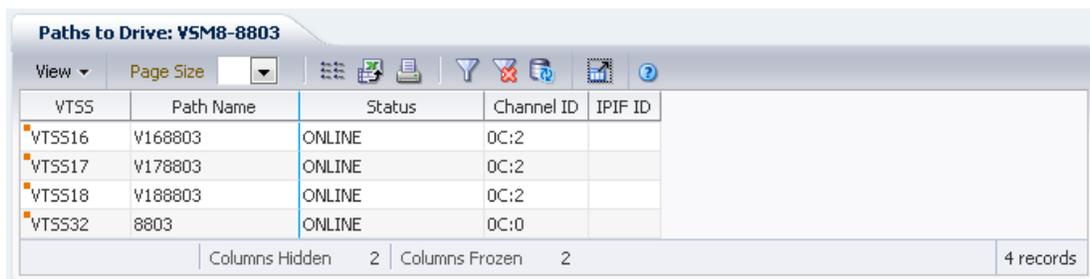 Paths to Drive: VSM8-8803
View Page Size
VTSS Path Name Status Channel ID IPIF ID
VTSS16 V168803 ONLINE 0C:2
VTSS17 V178803 ONLINE 0C:2
VTSS18 V188803 ONLINE 0C:2
VTSS32 8803 ONLINE 0C:0
Columns Hidden 2 Columns Frozen 2 4 records